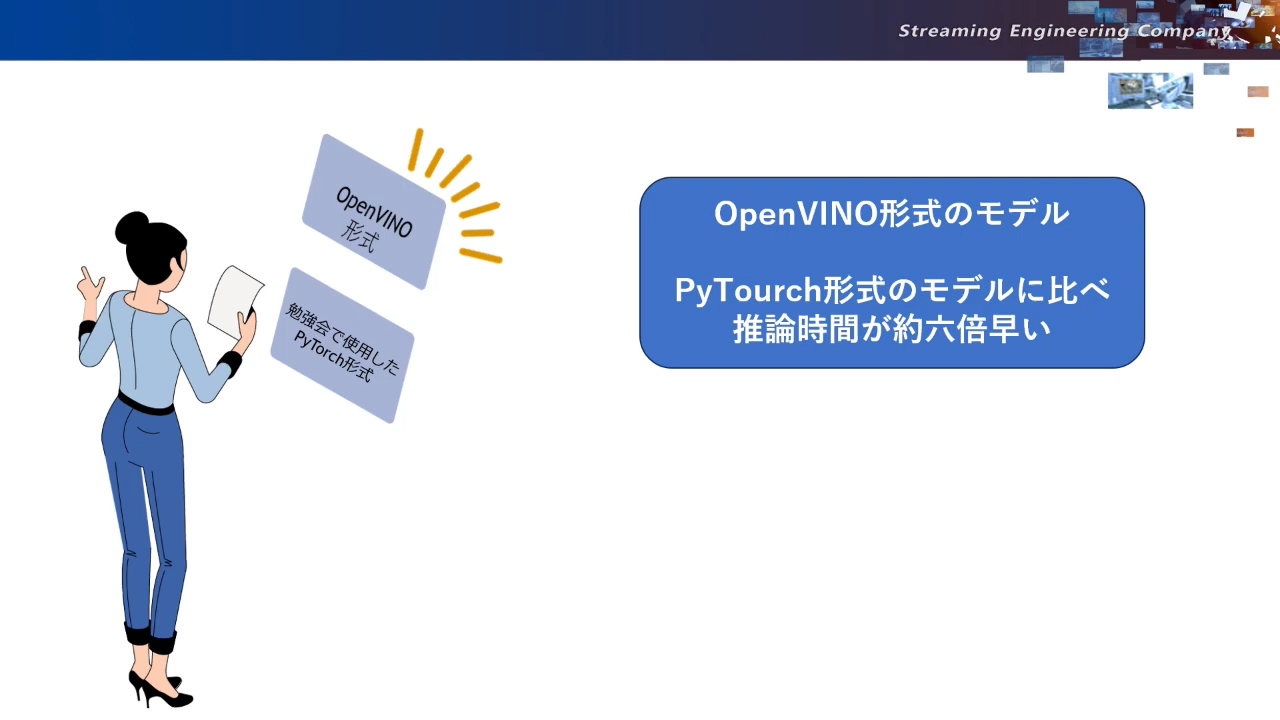 Streaming Engineering Company
OpenVINO
形式
勉強会で使用した
PyTorch形式
OpenVINO形式のモデル
PyTourch形式のモデルに比べ
推論時間が約六倍早い